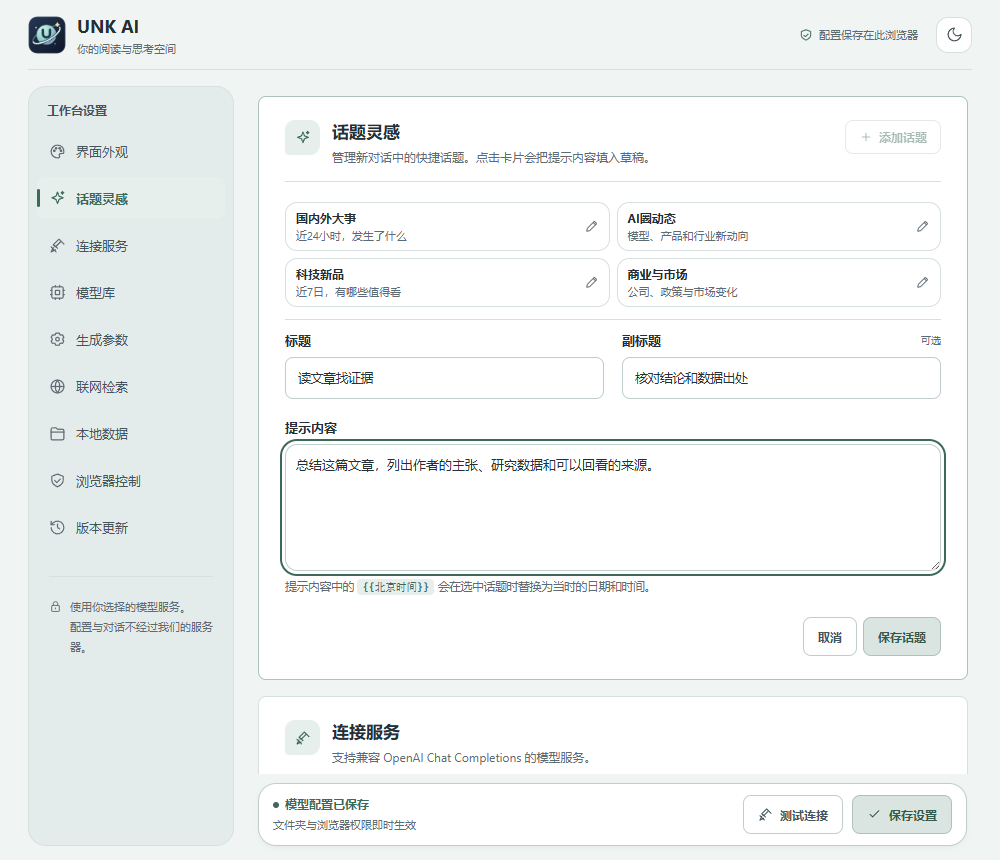 UNK AI
你的阅读与思考空间
配置保存在此浏览器
工作台设置
界面外观
话题灵感
连接服务
模型库
生成参数
联网检索
本地数据
浏览器控制
版本更新
使用你选择的模型服务。
配置与对话不经过我们的服务
器。
话题灵感
管理新对话中的快捷话题。点击卡片会把提示内容填入草稿。
添加话题
国内外大事
近24小时，发生了什么
AI圈动态
模型、产品和行业新动向
科技新品
近7日，有哪些值得看
商业与市场
公司、政策与市场变化
标题
副标题
可选
读文章找证据
核对结论和数据出处
提示内容
总结这篇文章，列出作者的主张、研究数据和可以回看的来源。
提示内容中的 {{北京时间}} 会在选中话题时替换为当时的日期和时间。
取消
保存话题
连接服务
支持兼容 OpenAI Chat Completions 的模型服务。
模型配置已保存
文件夹与浏览器权限即时生效
测试连接
保存设置